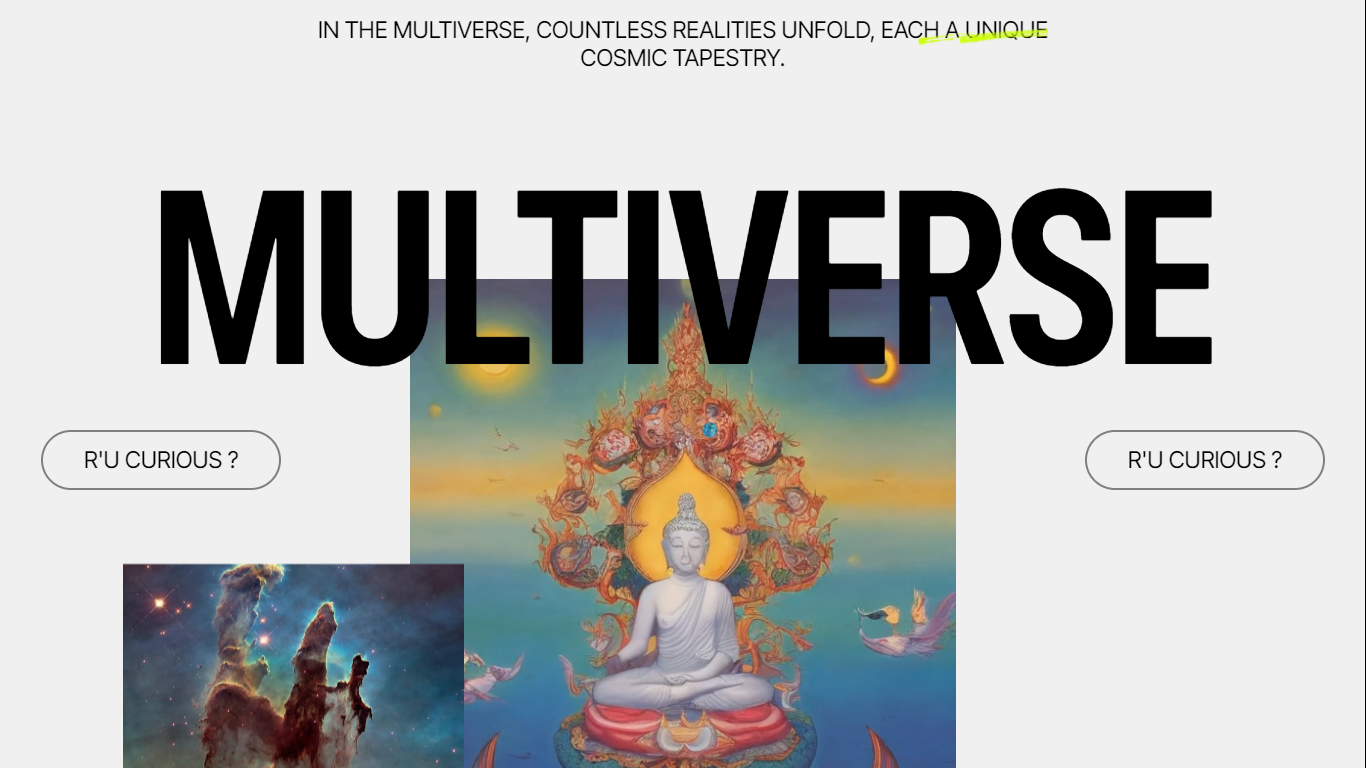 IN THE MULTIVERSE, COUNTLESS REALITIES UNFOLD, EACH A UNIQUE
COSMIC TAPESTRY.
MULTIVERSE
R'U CURIOUS ?
R'U CURIOUS ?